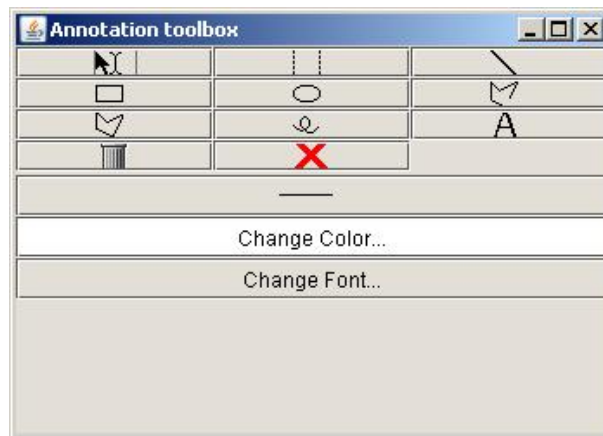 Annotation toolbox
A
Change Color...
Change Font...